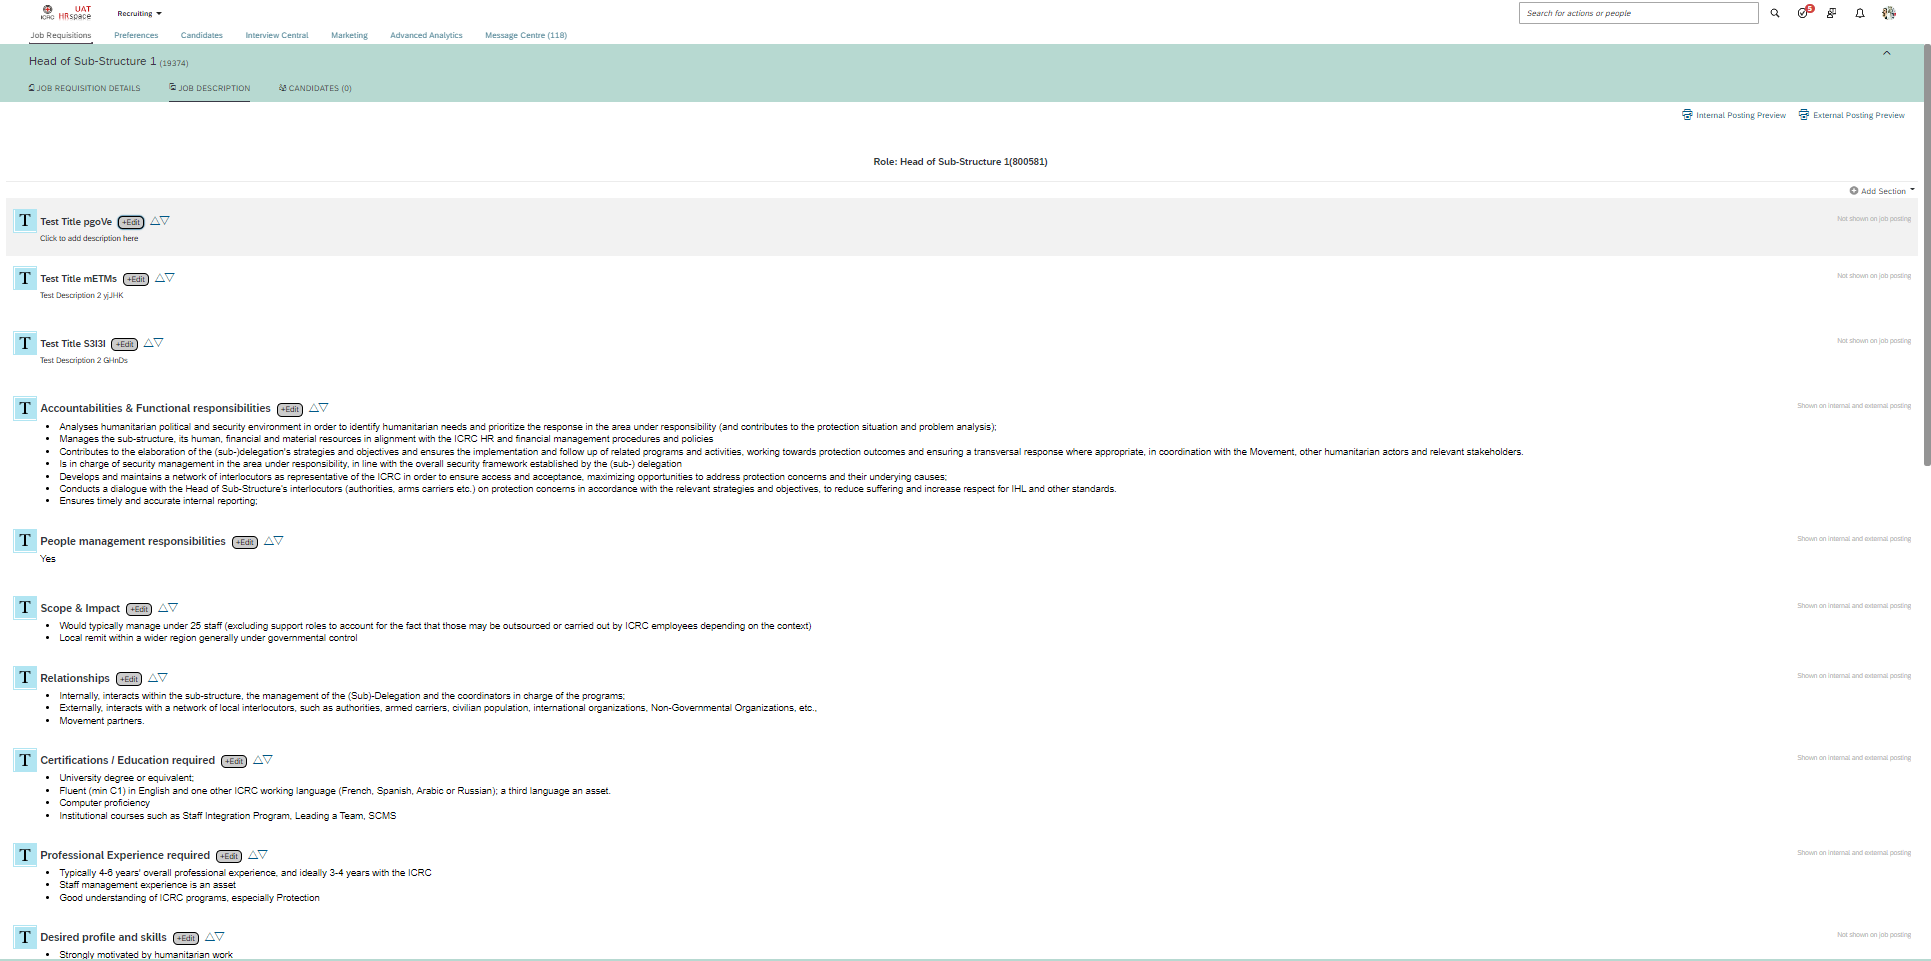 ICRC
UAT
HRspace
Recruiting
Search for actions or people
5
Job Requisitions
Preferences
Candidates
Interview Central
Marketing
Advanced Analytics
Message Centre (118)
Head of Sub-Structure 1 (19374)
JOB REQUISITION DETAILS
JOB DESCRIPTION
CANDIDATES (0)
Internal Posting Preview
External Posting Preview
Role: Head of Sub-Structure 1(800581)
Add Section
T
Test Title pgoVe
+Edit
Not shown on job posting
Click to add description here
T
Test Title mETMs
+Edit
Not shown on job posting
Test Description 2 yjJHK
T
Test Title S3I3I
+Edit
Not shown on job posting
Test Description 2 GHnDs
T
Accountabilities & Functional responsibilities
+Edit
Shown on internal and external posting
• Analyses humanitarian political and security environment in order to identify humanitarian needs and prioritize the response in the area under responsibility (and contributes to the protection situation and problem analysis);
• Manages the sub-structure, its human, financial and material resources in alignment with the ICRC HR and financial management procedures and policies
• Contributes to the elaboration of the (sub-)delegation's strategies and objectives and ensures the implementation and follow up of related programs and activities, working towards protection outcomes and ensuring a transversal response where appropriate, in coordination with the Movement, other humanitarian actors and relevant stakeholders.
• Is in charge of security management in the area under responsibility, in line with the overall security framework established by the (sub-) delegation
• Develops and maintains a network of interlocutors as representative of the ICRC in order to ensure access and acceptance, maximizing opportunities to address protection concerns and their underlying causes;
• Conducts a dialogue with the Head of Sub-Structure's interlocutors (authorities, arms carriers etc.) on protection concerns in accordance with the relevant strategies and objectives, to reduce suffering and increase respect for IHL and other standards.
• Ensures timely and accurate internal reporting;
T
People management responsibilities
+Edit
Shown on internal and external posting
Yes
T
Scope & Impact
+Edit
Shown on internal and external posting
• Would typically manage under 25 staff (excluding support roles to account for the fact that those may be outsourced or carried out by ICRC employees depending on the context)
• Local remit within a wider region generally under governmental control
T
Relationships
+Edit
Shown on internal and external posting
• Internally, interacts within the sub-structure, the management of the (Sub)-Delegation and the coordinators in charge of the programs;
• Externally, interacts with a network of local interlocutors, such as authorities, armed carriers, civilian population, international organizations, Non-Governmental Organizations, etc.,
• Movement partners.
T
Certifications / Education required
+Edit
Shown on internal and external posting
• University degree or equivalent;
• Fluent (min C1) in English and one other ICRC working language (French, Spanish, Arabic or Russian); a third language an asset.
• Computer proficiency
• Institutional courses such as Staff Integration Program, Leading a Team, SCMS
T
Professional Experience required
+Edit
Shown on internal and external posting
• Typically 4-6 years' overall professional experience, and ideally 3-4 years with the ICRC
• Staff management experience is an asset
• Good understanding of ICRC programs, especially Protection
T
Desired profile and skills
+Edit
Not shown on job posting
• Strongly motivated by humanitarian work